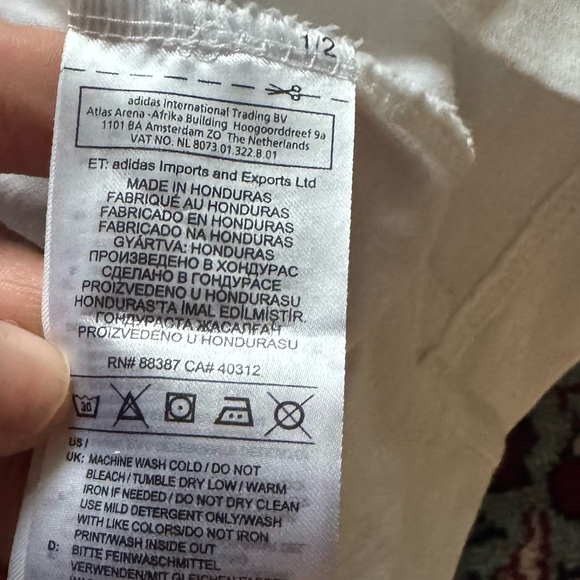 1/2
adidas International Trading BV
Atlas Arena -Afrika Building Hoogoorddreef 9a
1101 BA Amsterdam ZO The Netherlands
VAT NO. NL 8073.01.322.B.01
ET: adidas Imports and Exports Ltd
MADE IN HONDURAS
FABRIQUÉ AU HONDURAS
FABRICADO EN HONDURAS
FABRICADO NA HONDURAS
GYÁRTVA: HONDURAS
ПРОИЗВЕДЕНО В ХОНДУРАС
СДЕЛАНО В ГОНДУРАСЕ
PROIZVEDENO U HONDURASU
HONDURAS'TA İMAL EDİLMİŞTİR.
ГОНДУРАСТА ЖАСАЛҒАН
PROIZVEDENO U HONDURASU
RN# 88387 CA# 40312
30
US /
UK: MACHINE WASH COLD / DO NOT
BLEACH / TUMBLE DRY LOW / WARM
IRON IF NEEDED / DO NOT DRY CLEAN
USE MILD DETERGENT ONLY/WASH
WITH LIKE COLORS/DO NOT IRON
PRINT/WASH INSIDE OUT
D: BITTE FEINWASCHMITTEL
VERWENDEN/MIT GLEICHEN